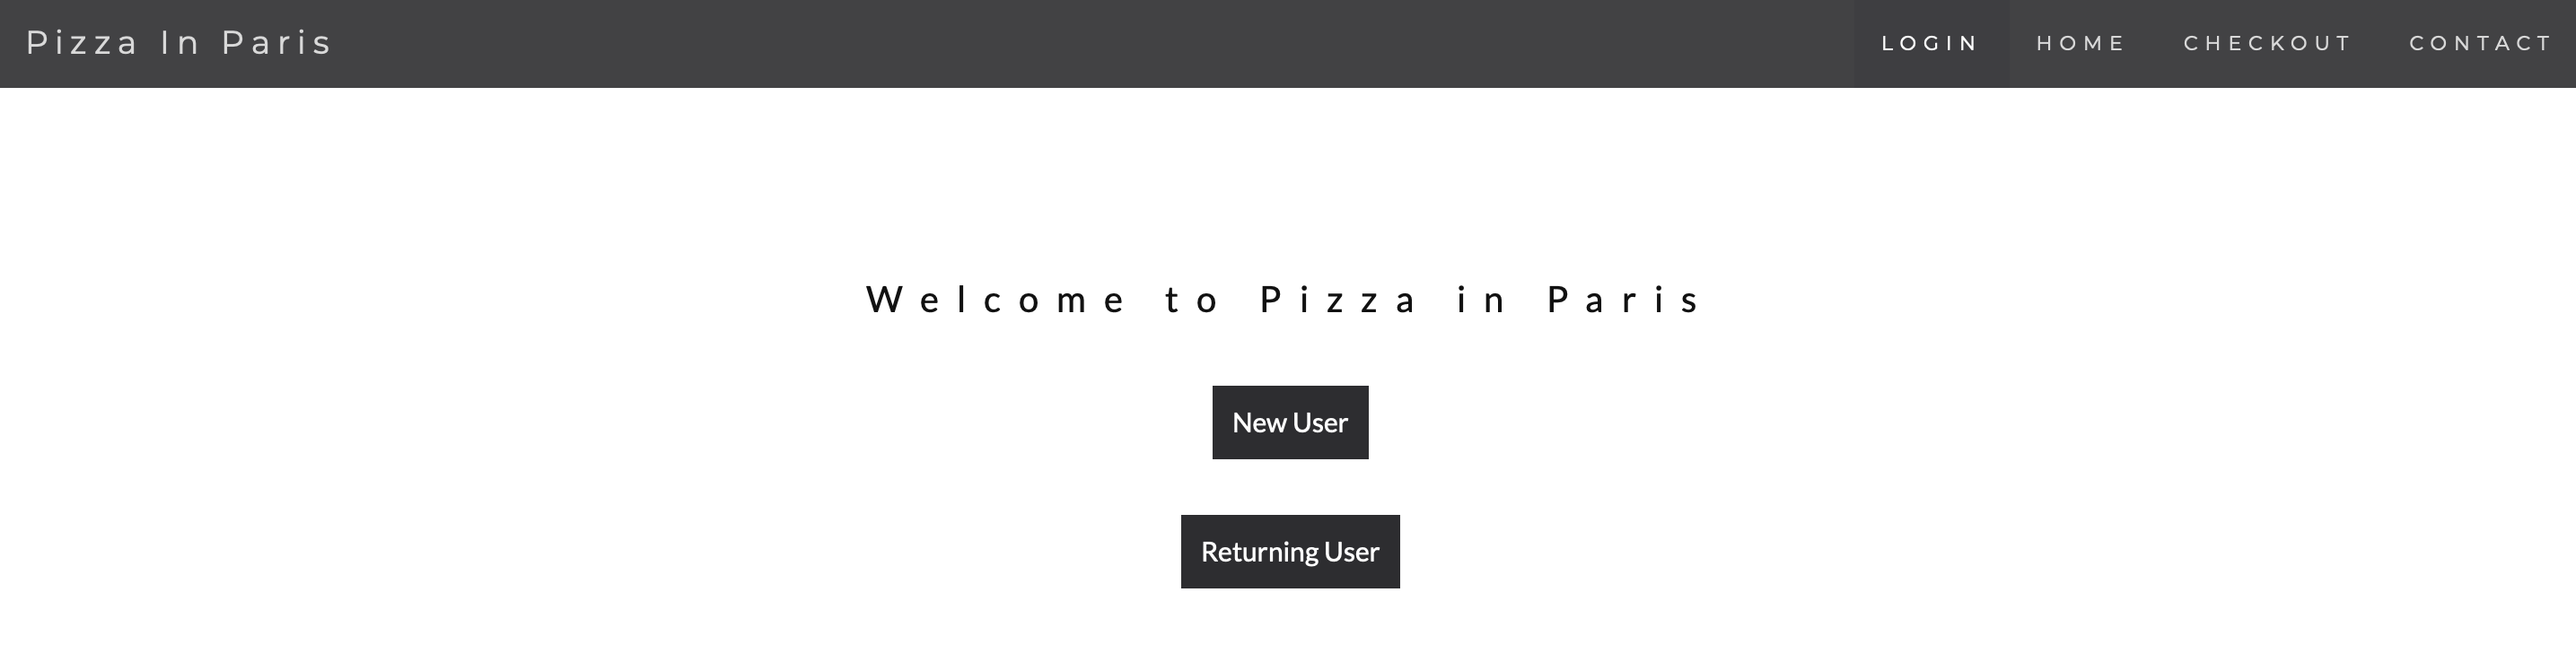 Pizza In Paris
LOGIN HOME CHECKOUT CONTACT
Welcome to Pizza in Paris
New User
Returning User